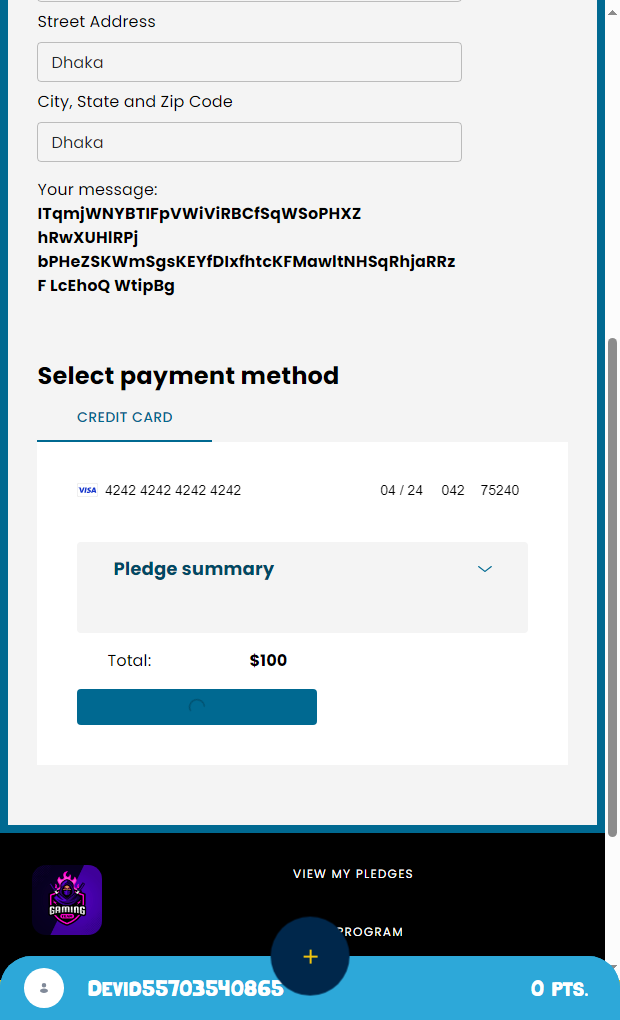 Street Address
Dhaka
City, State and Zip Code
Dhaka
Your message:
ITqmjWNYBTIFpVWiViRBCfSqWSoPHXZ
hRwXUHlRPj
bPHeZSKWmSgsKEYfDIxfhtcKFMawltNHSqRhjaRRz
F LcEhoQ WtipBg
Select payment method
CREDIT CARD
VISA 4242 4242 4242 4242 04 / 24 042 75240
Pledge summary
Total: $100
VIEW MY PLEDGES
GAMING
PROGRAM
Devid55703540865 0 PTS.